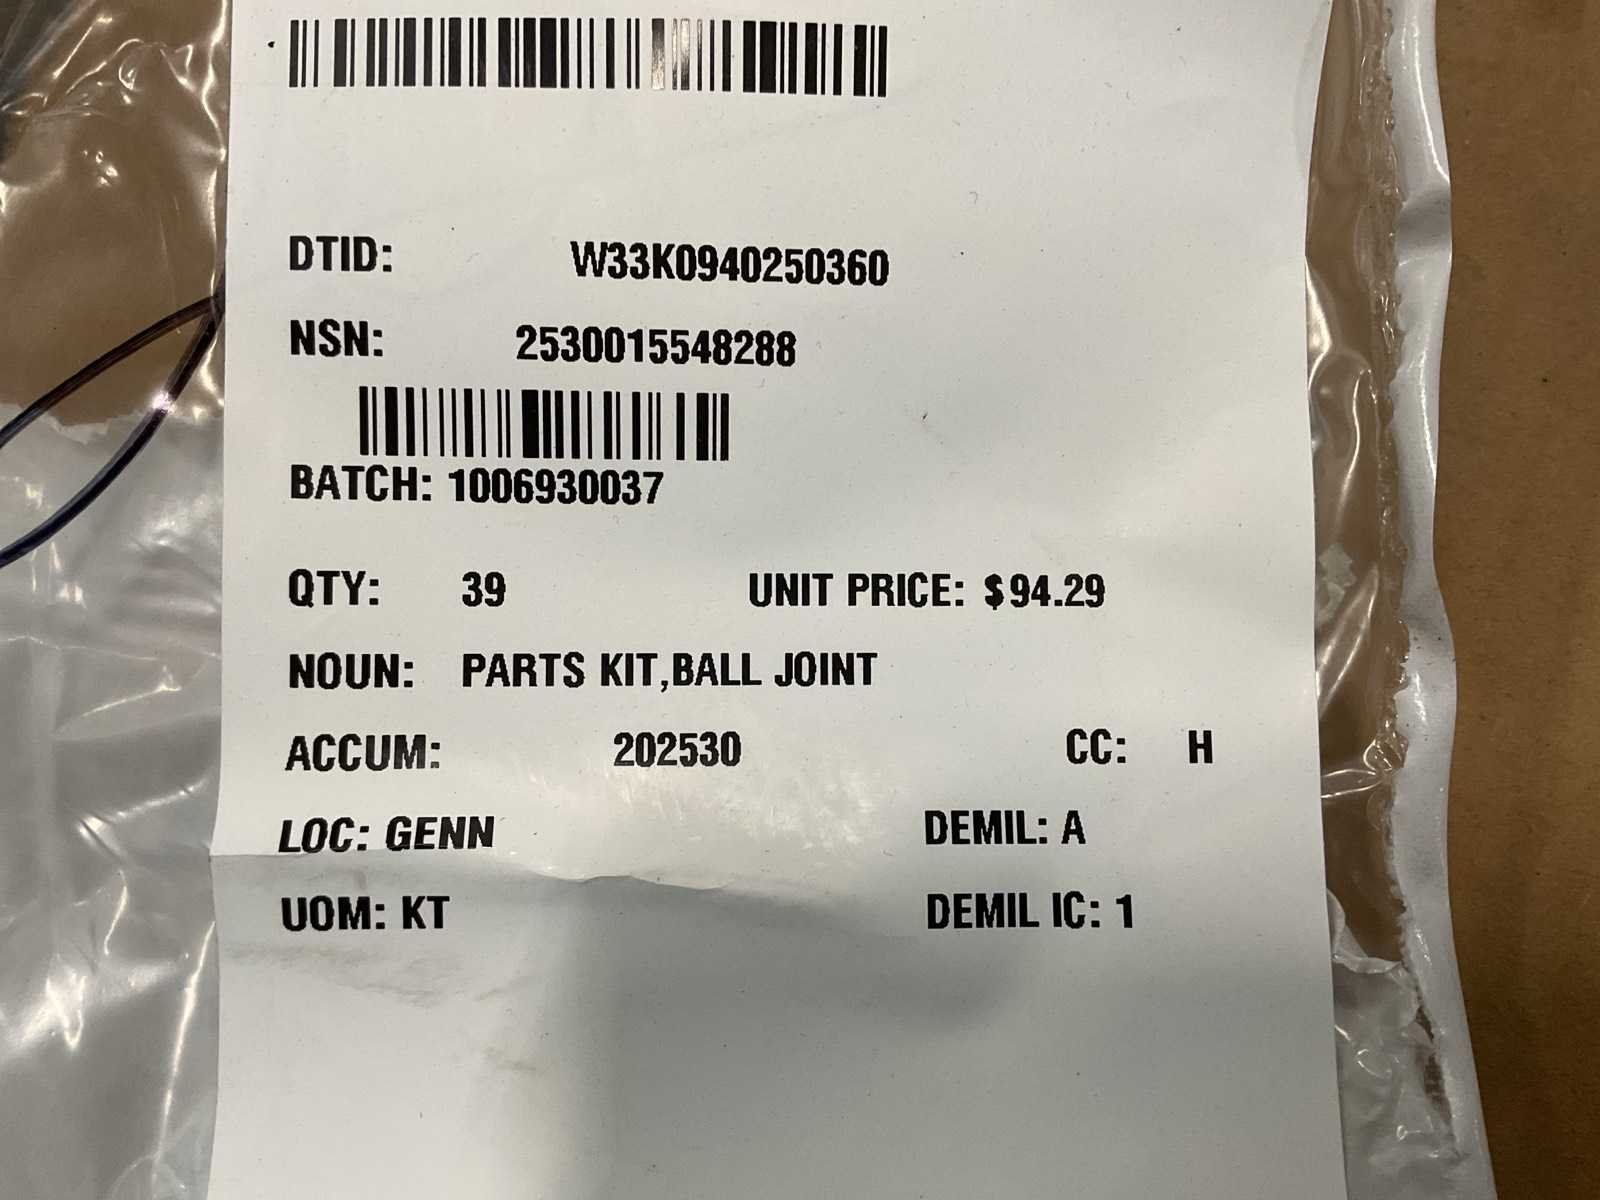 DTID: W33K0940250360
NSN: 2530015548288
BATCH: 1006930037
QTY: 39 UNIT PRICE: $94.29
NOUN: PARTS KIT,BALL JOINT
ACCUM: 202530 CC: H
LOC: GENN DEMIL: A
UOM: KT DEMIL IC: 1